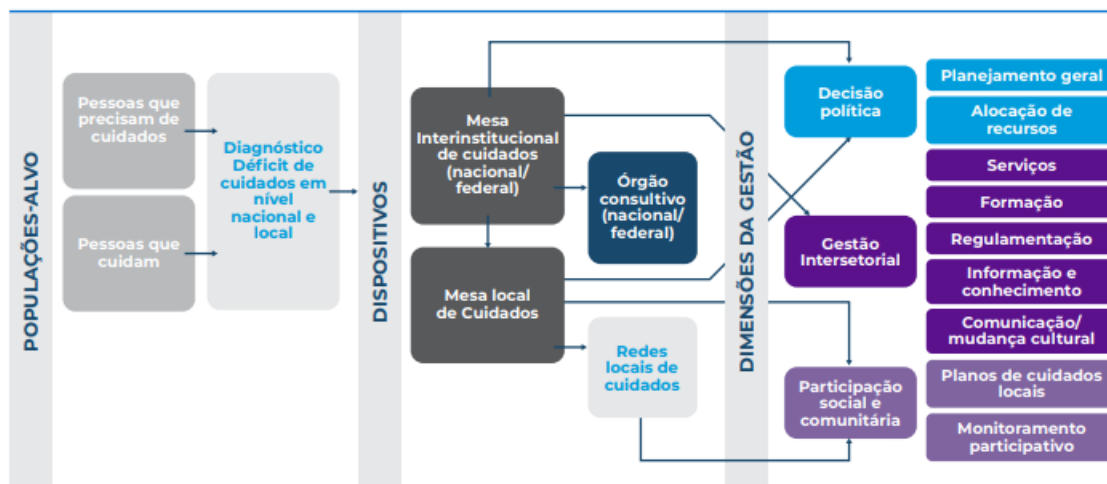 POPULAÇÕES-ALVO
Pessoas que
precisam de
cuidados
Pessoas que
cuidam
Diagnóstico
Déficit de
cuidados em
nível
nacional e
local
DISPOSITIVOS
Mesa
Interinstitucional
de cuidados
(nacional/
federal)
Mesa local
de Cuidados
Órgão
consultivo
(nacional/
federal)
Redes
locais de
cuidados
DIMENSÕES DA GESTÃO
Decisão
política
Gestão
Intersetorial
Participação
social e
comunitária
Planejamento geral
Alocação de
recursos
Serviços
Formação
Regulamentação
Informação e
conhecimento
Comunicação/
mudança cultural
Planos de cuidados
locais
Monitoramento
participativo